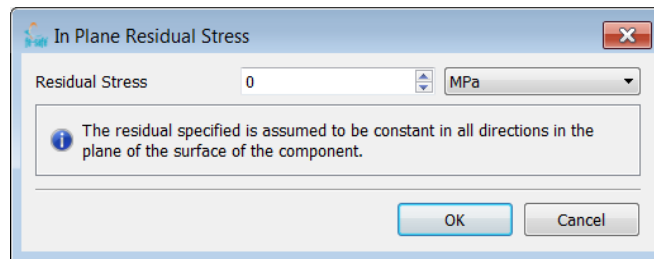 In Plane Residual Stress
Residual Stress 0 MPa
The residual specified is assumed to be constant in all directions in the
plane of the surface of the component.
OK Cancel